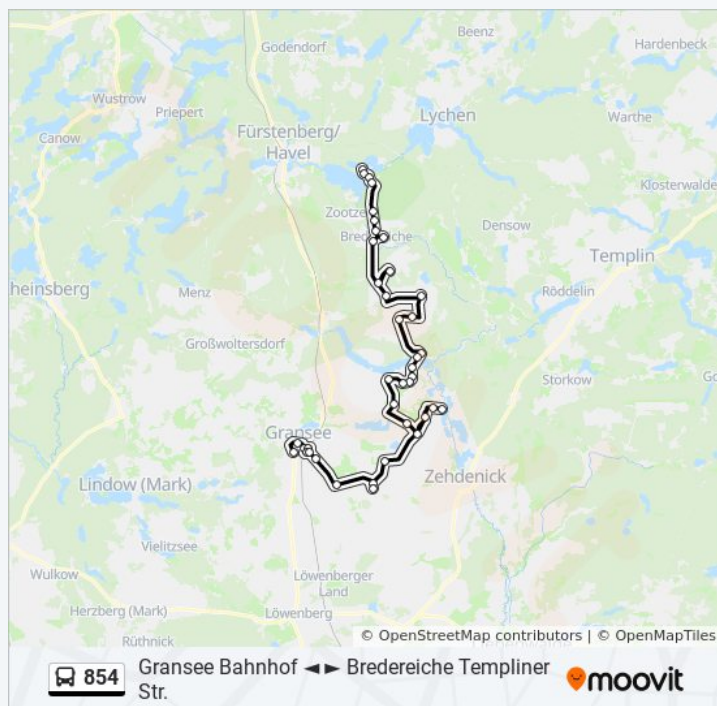 Godendorf
Beenz
Hardenbeck
Wustrow
Priepert
Lychen
Warthe
Canow
Fürstenberg/
Havel
Klosterwalde
Zootze
Bredereiche
Densow
Templin
heinsberg
Menz
Röddelin
Großwoltersdorf
Storkow
Go
Gransee
Zehdenick
Lindow (Mark)
Vielitzsee
Wulkow
Löwenberger
Land
Herzberg (Mark)
Löwenberg
Rüthnick
© OpenStreetMap contributors | © OpenMapTiles
854
Gransee Bahnhof ◄ ► Bredereiche Templiner
Str.
moovit